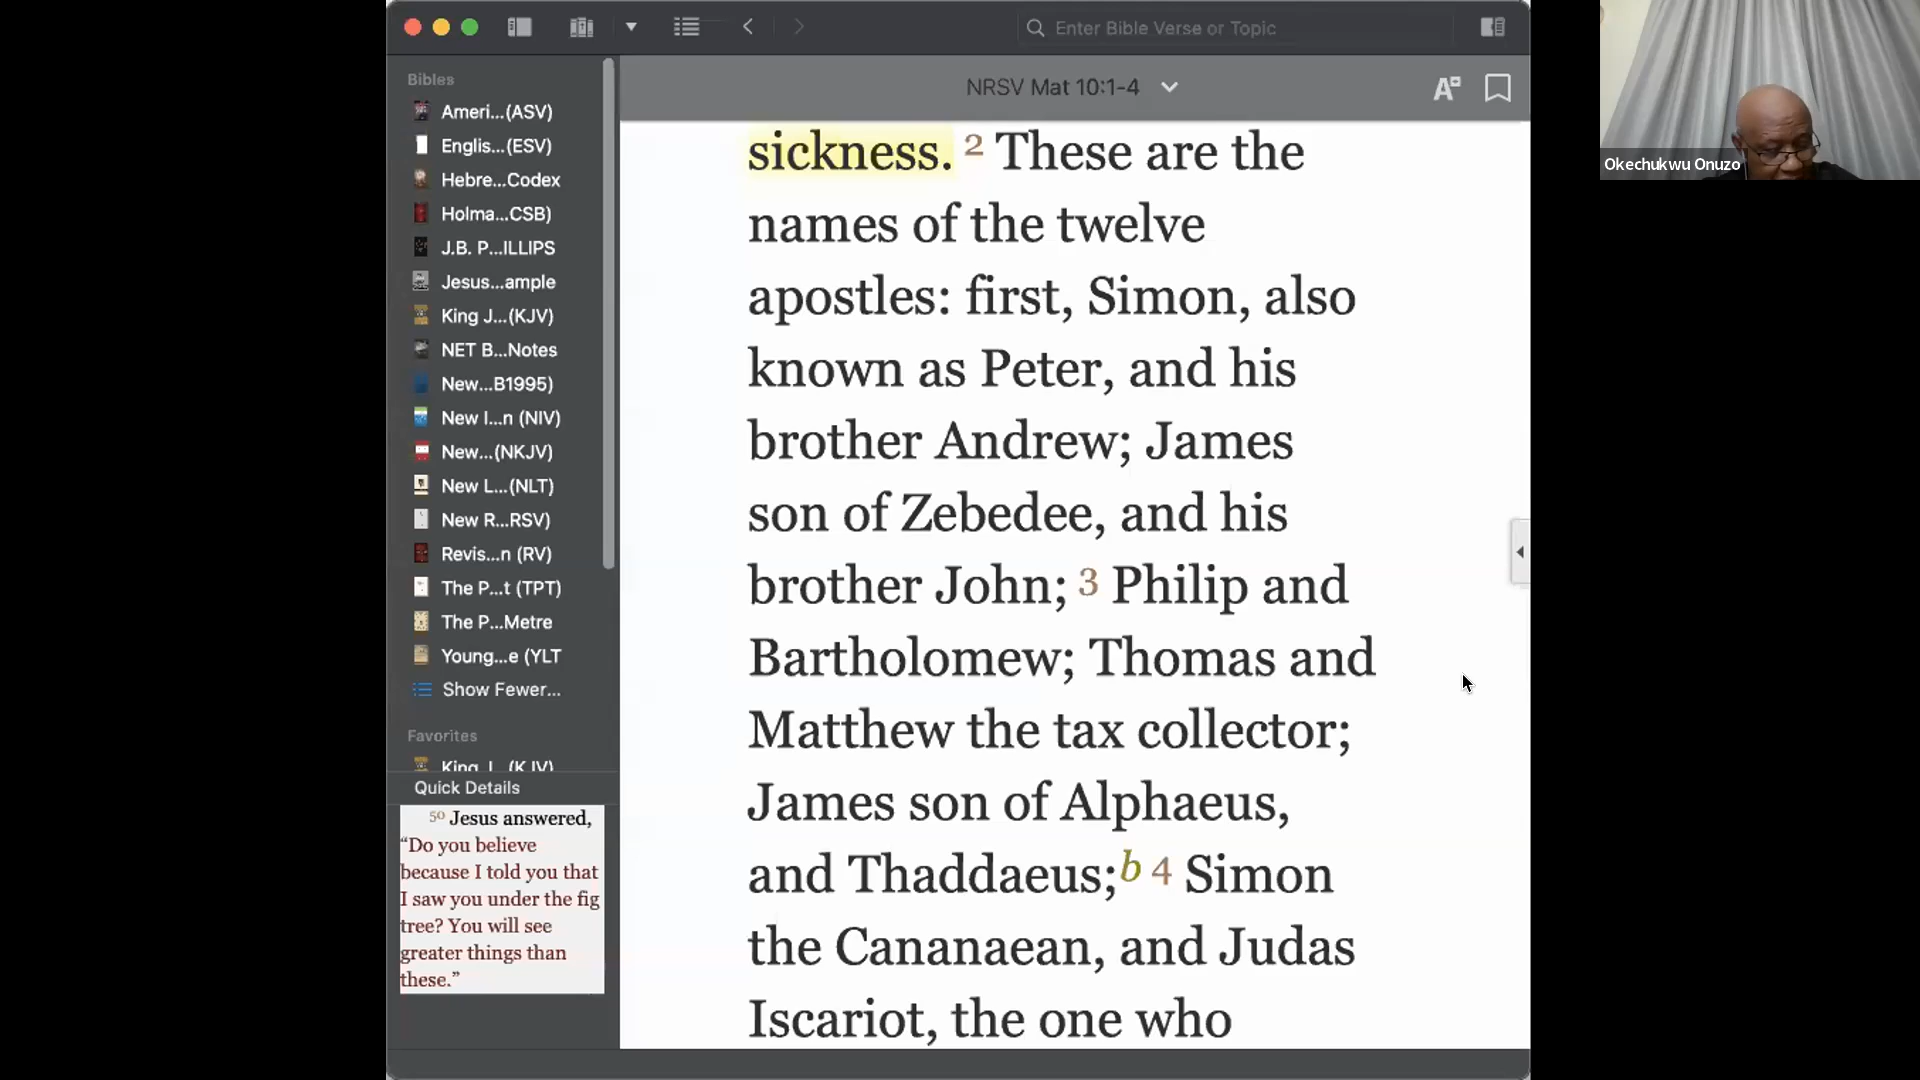 Enter Bible Verse or Topic
NRSV Mat 10:1-4
A
Bibles
Ameri...(ASV)
Englis...(ESV)
Hebre...Codex
Holma...CSB)
J.B. P...ILLIPS
Jesus...ample
King J...(KJV)
NET B...Notes
New...B1995)
New I...n (NIV)
New...(NKJV)
New L...(NLT)
New R...RSV)
Revis...n (RV)
The P...t (TPT)
The P...Metre
Young...e (YLT
Show Fewer...
Favorites
King J...(KJV)
Quick Details
50 Jesus answered,
“Do you believe
because I told you that
I saw you under the fig
tree? You will see
greater things than
these.”
sickness. 2 These are the
names of the twelve
apostles: first, Simon, also
known as Peter, and his
brother Andrew; James
son of Zebedee, and his
brother John; 3 Philip and
Bartholomew; Thomas and
Matthew the tax collector;
James son of Alphaeus,
and Thaddaeus;b 4 Simon
the Cananaean, and Judas
Iscariot, the one who
Okechukwu Onuzo